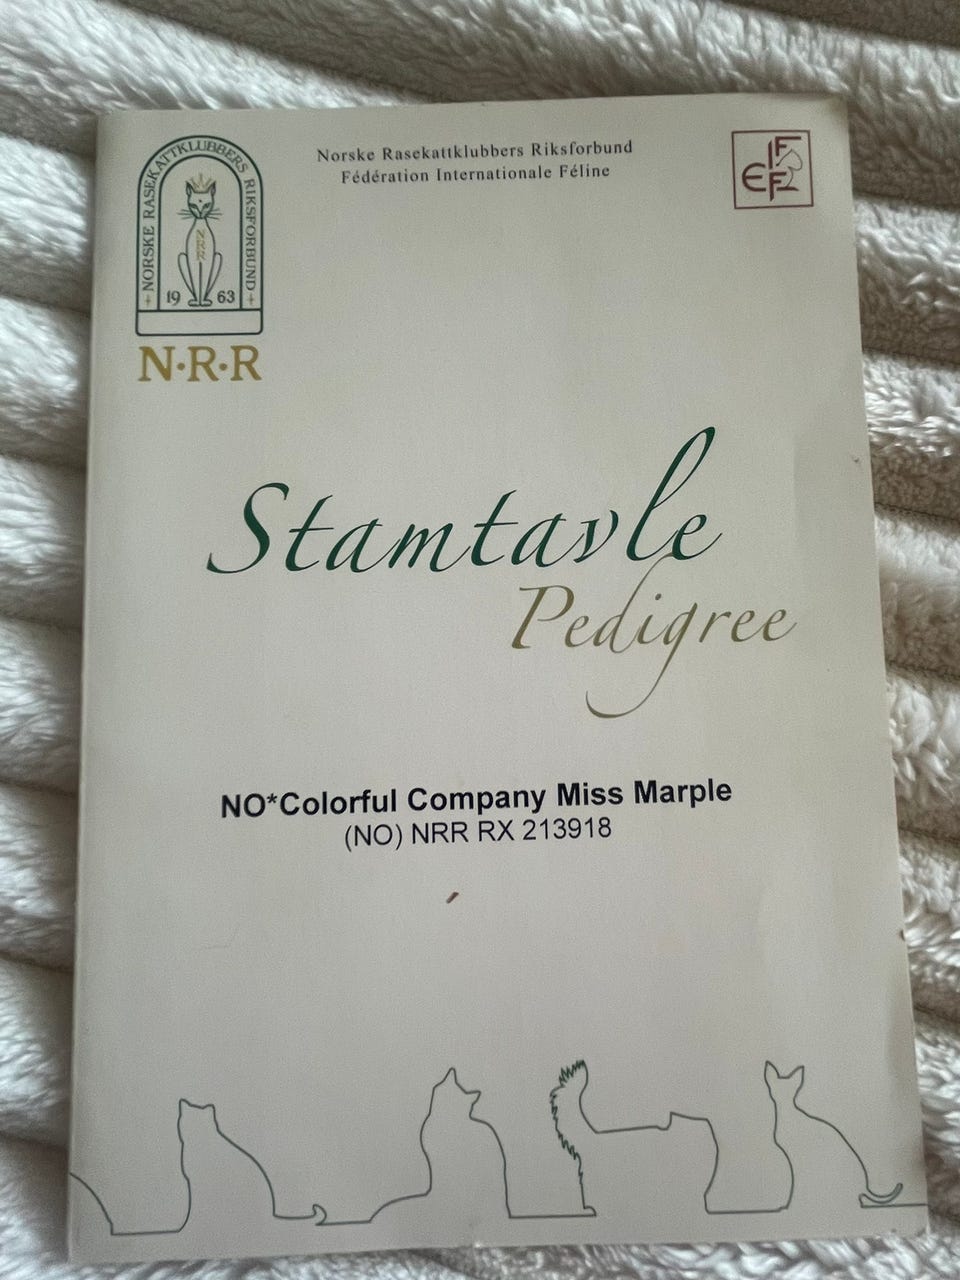 NORSKE RASEKATTKLUBBERS RIKSFORBUND
NRR
19 63
N·R·R
Norske Rasekattklubbers Riksforbund
Fédération Internationale Féline
FIFE
Stamtavle
Pedigree
NO*Colorful Company Miss Marple
(NO) NRR RX 213918